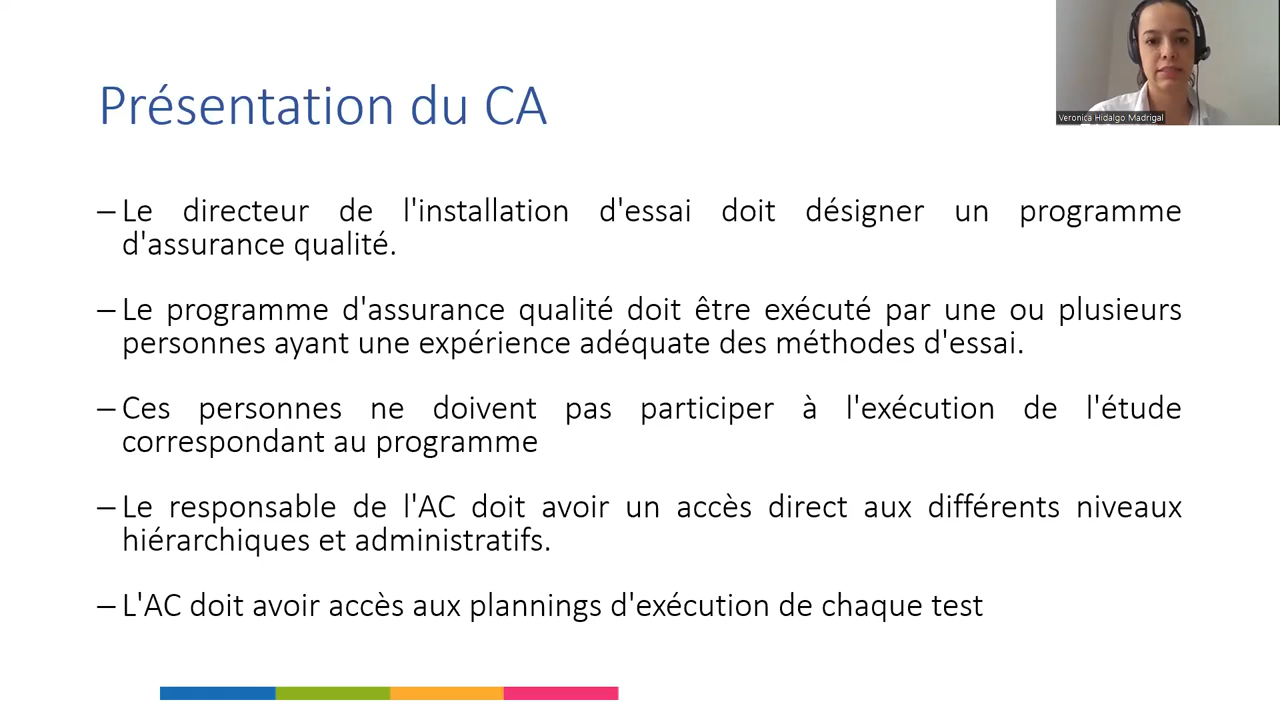 Présentation du CA
Veronica Hidalgo Madrigal
– Le directeur de l'installation d'essai doit désigner un programme
d'assurance qualité.
– Le programme d'assurance qualité doit être exécuté par une ou plusieurs
personnes ayant une expérience adéquate des méthodes d'essai.
– Ces personnes ne doivent pas participer à l'exécution de l'étude
correspondant au programme
– Le responsable de l'AC doit avoir un accès direct aux différents niveaux
hiérarchiques et administratifs.
– L'AC doit avoir accès aux plannings d'exécution de chaque test